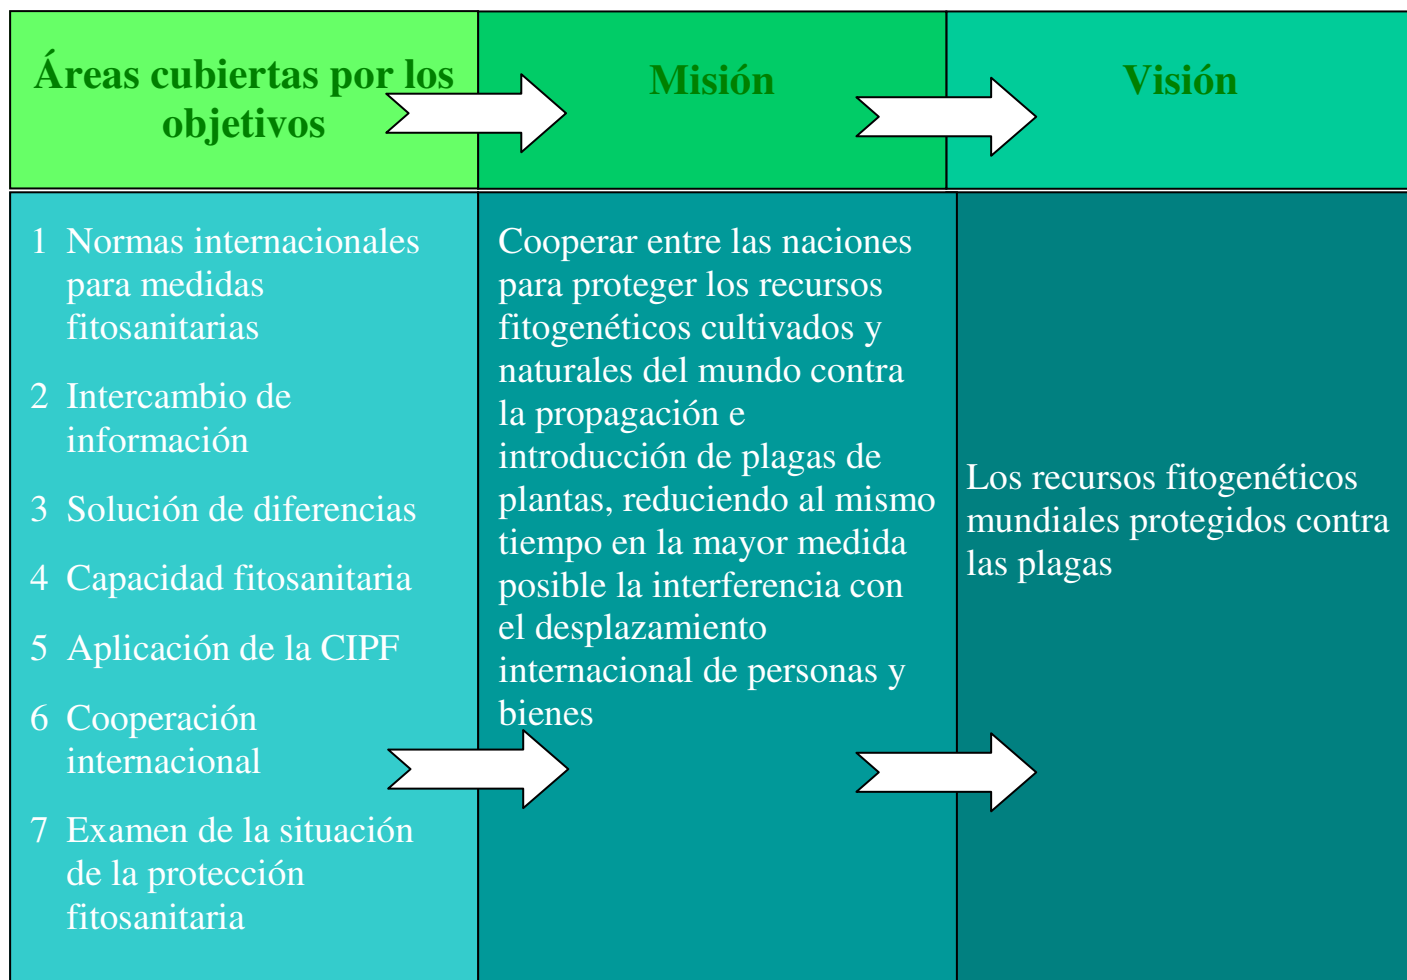 Áreas cubiertas por los
objetivos
Misión
Visión
1 Normas internacionales
para medidas
fitosanitarias
2 Intercambio de
información
3 Solución de diferencias
4 Capacidad fitosanitaria
5 Aplicación de la CIPF
6 Cooperación
internacional
7 Examen de la situación
de la protección
fitosanitaria
Cooperar entre las naciones
para proteger los recursos
fitogenéticos cultivados y
naturales del mundo contra
la propagación e
introducción de plagas de
plantas, reduciendo al mismo
tiempo en la mayor medida
posible la interferencia con
el desplazamiento
internacional de personas y
bienes
Los recursos fitogenéticos
mundiales protegidos contra
las plagas